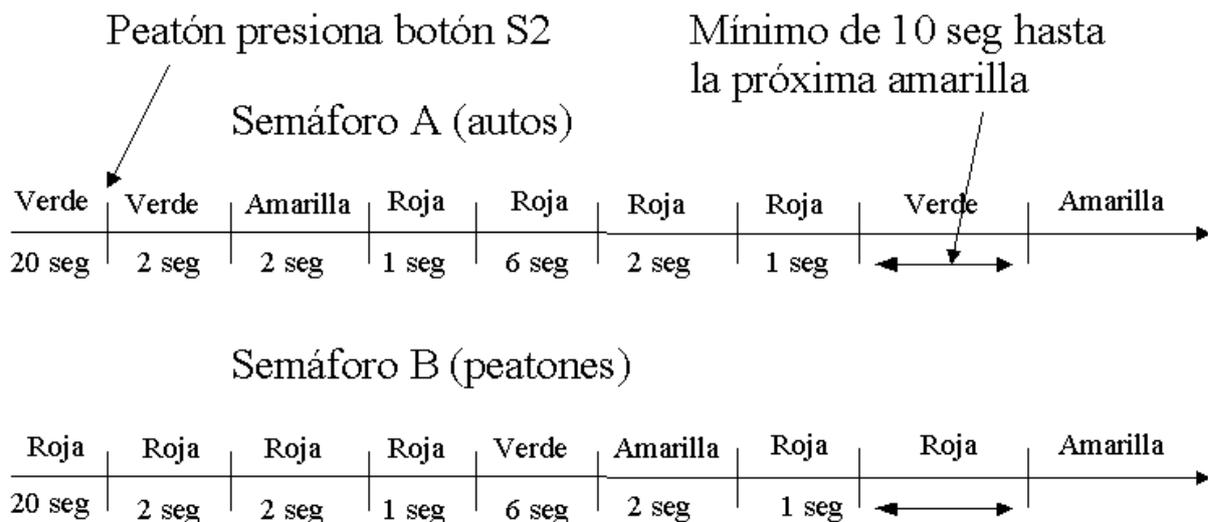 Peatón presiona botón S2
Mínimo de 10 seg hasta
la próxima amarilla
Semáforo A (autos)
Verde Verde Amarilla Roja Roja Roja Roja Verde Amarilla
20 seg 2 seg 2 seg 1 seg 6 seg 2 seg 1 seg
Semáforo B (peatones)
Roja Roja Roja Roja Verde Amarilla Roja Roja Amarilla
20 seg 2 seg 2 seg 1 seg 6 seg 2 seg 1 seg